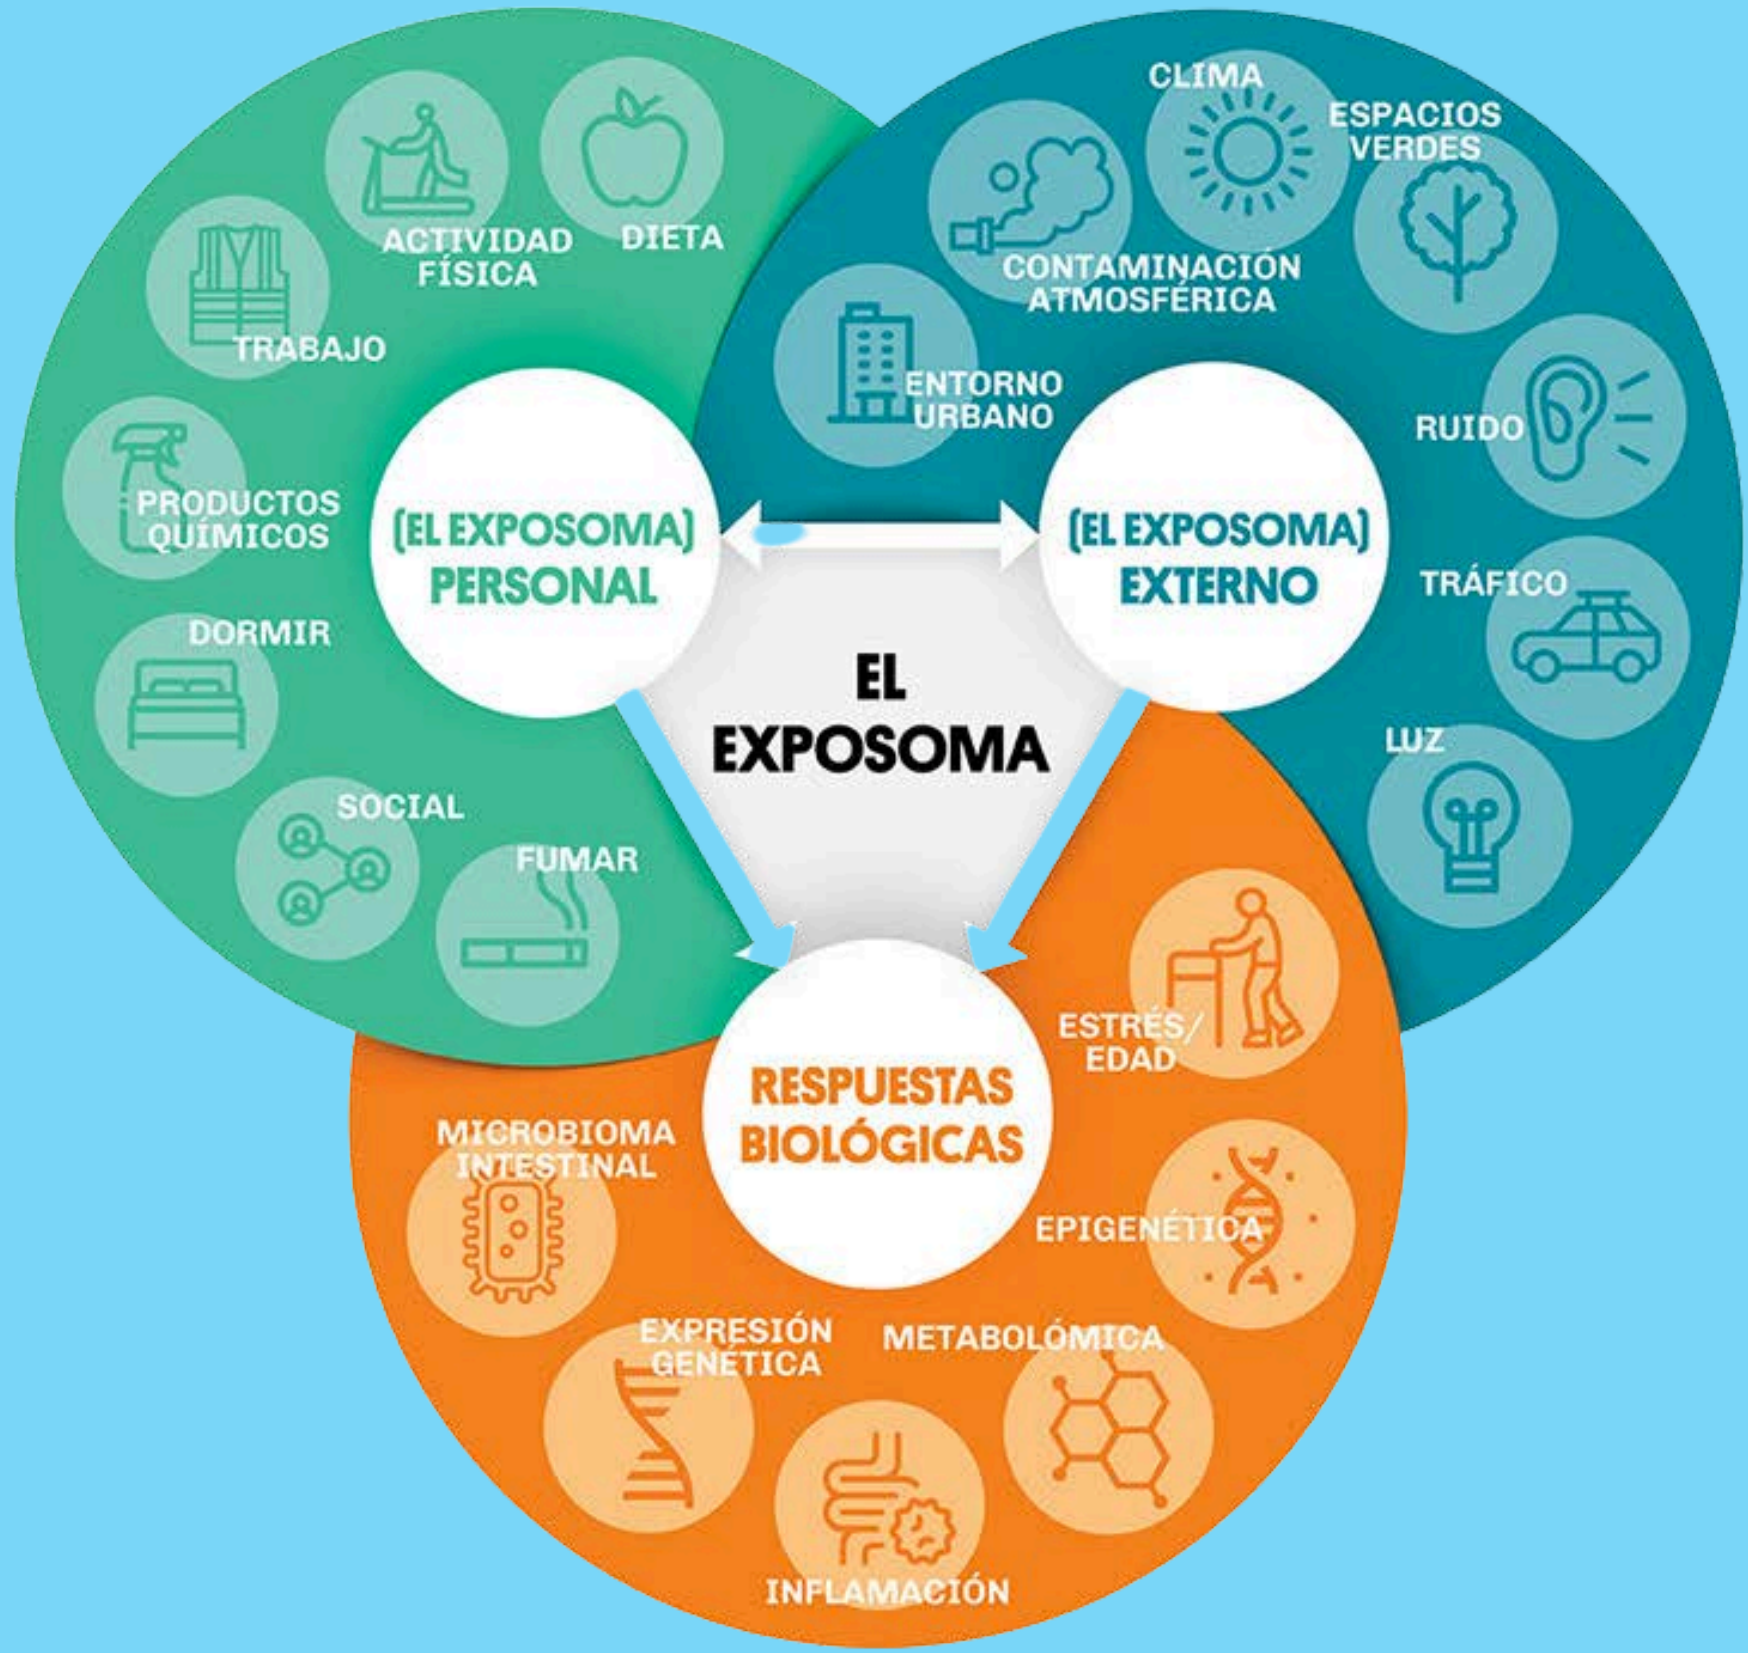 ACTIVIDAD
FÍSICA
DIETA
TRABAJO
PRODUCTOS
QUÍMICOS
DORMIR
SOCIAL
FUMAR
(EL EXPOSOMA)
PERSONAL
CLIMA
ESPACIOS
VERDES
CONTAMINACIÓN
ATMOSFÉRICA
ENTORNO
URBANO
RUIDO
TRÁFICO
LUZ
(EL EXPOSOMA)
EXTERNO
EL
EXPOSOMA
RESPUESTAS
BIOLÓGICAS
ESTRÉS/
EDAD
MICROBIOMA
INTESTINAL
EPIGENÉTICA
EXPRESIÓN
GENÉTICA
METABOLÓMICA
INFLAMACIÓN